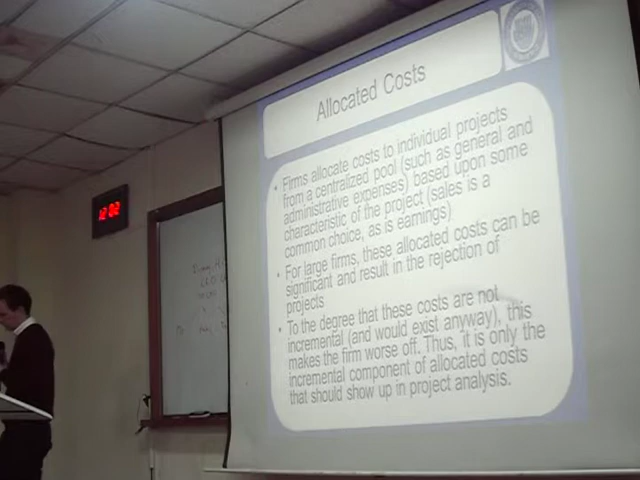 Allocated Costs
• Firms allocate costs to individual projects
from a centralized pool (such as general and
administrative expenses) based upon some
characteristic of the project (sales is a
common choice, as is earnings)
• For large firms, these allocated costs can be
significant and result in the rejection of
projects
• To the degree that these costs are not
incremental (and would exist anyway), this
makes the firm worse off. Thus, it is only the
incremental component of allocated costs
that should show up in project analysis.
12:02